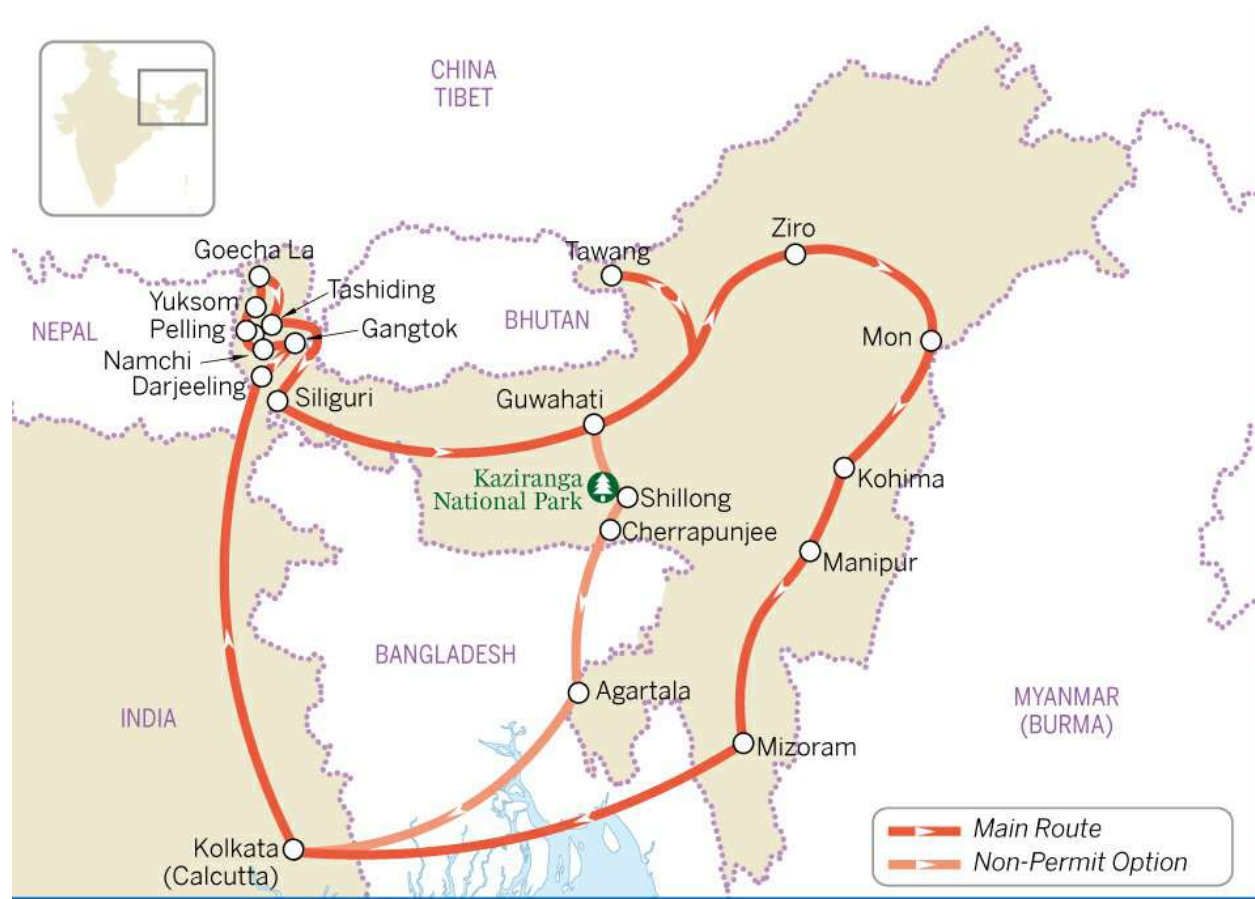 CHINA
TIBET
Ziro
Goecha La
Tawang
Yuksom
Tashiding
Pelling
Gangtok
NEPAL
BHUTAN
Mon
Namchi
Darjeeling
Siliguri
Guwahati
Kaziranga
National Park
Shillong
Kohima
Cherrapunjee
Manipur
BANGLADESH
Agartala
INDIA
MYANMAR
(BURMA)
Mizoram
Kolkata
(Calcutta)
Main Route
Non-Permit Option